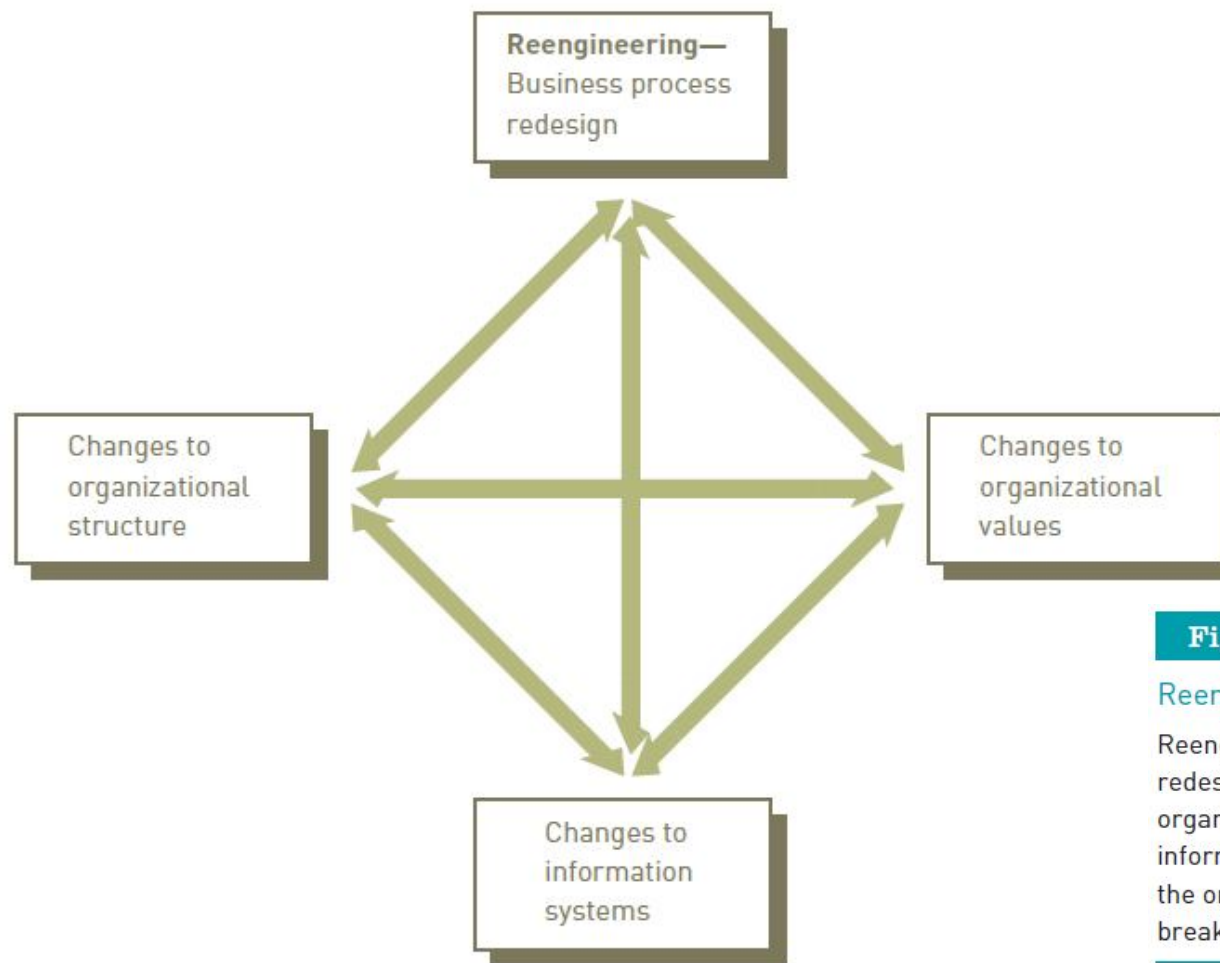 Reengineering—
Business process
redesign
Changes to
organizational
structure
Changes to
organizational
values
Changes to
information
systems